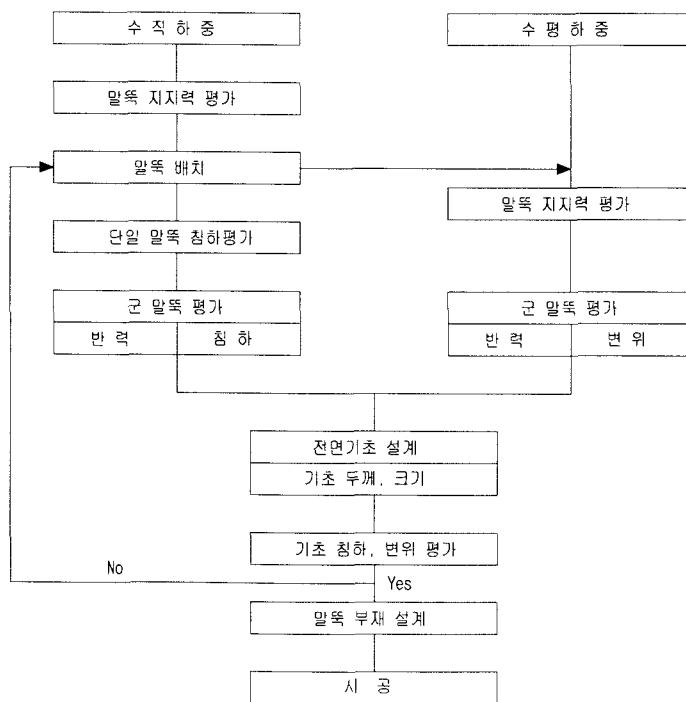 수 직 하 중
수 평 하 중
말뚝 지지력 평가
말뚝 배치
말뚝 지지력 평가
단일 말뚝 침하평가
군 말뚝 평가
반 력
침 하
군 말뚝 평가
반 력
변 위
전면기초 설계
기초 두께, 크기
기초 침하, 변위 평가
No
Yes
말뚝 부재 설계
시 공